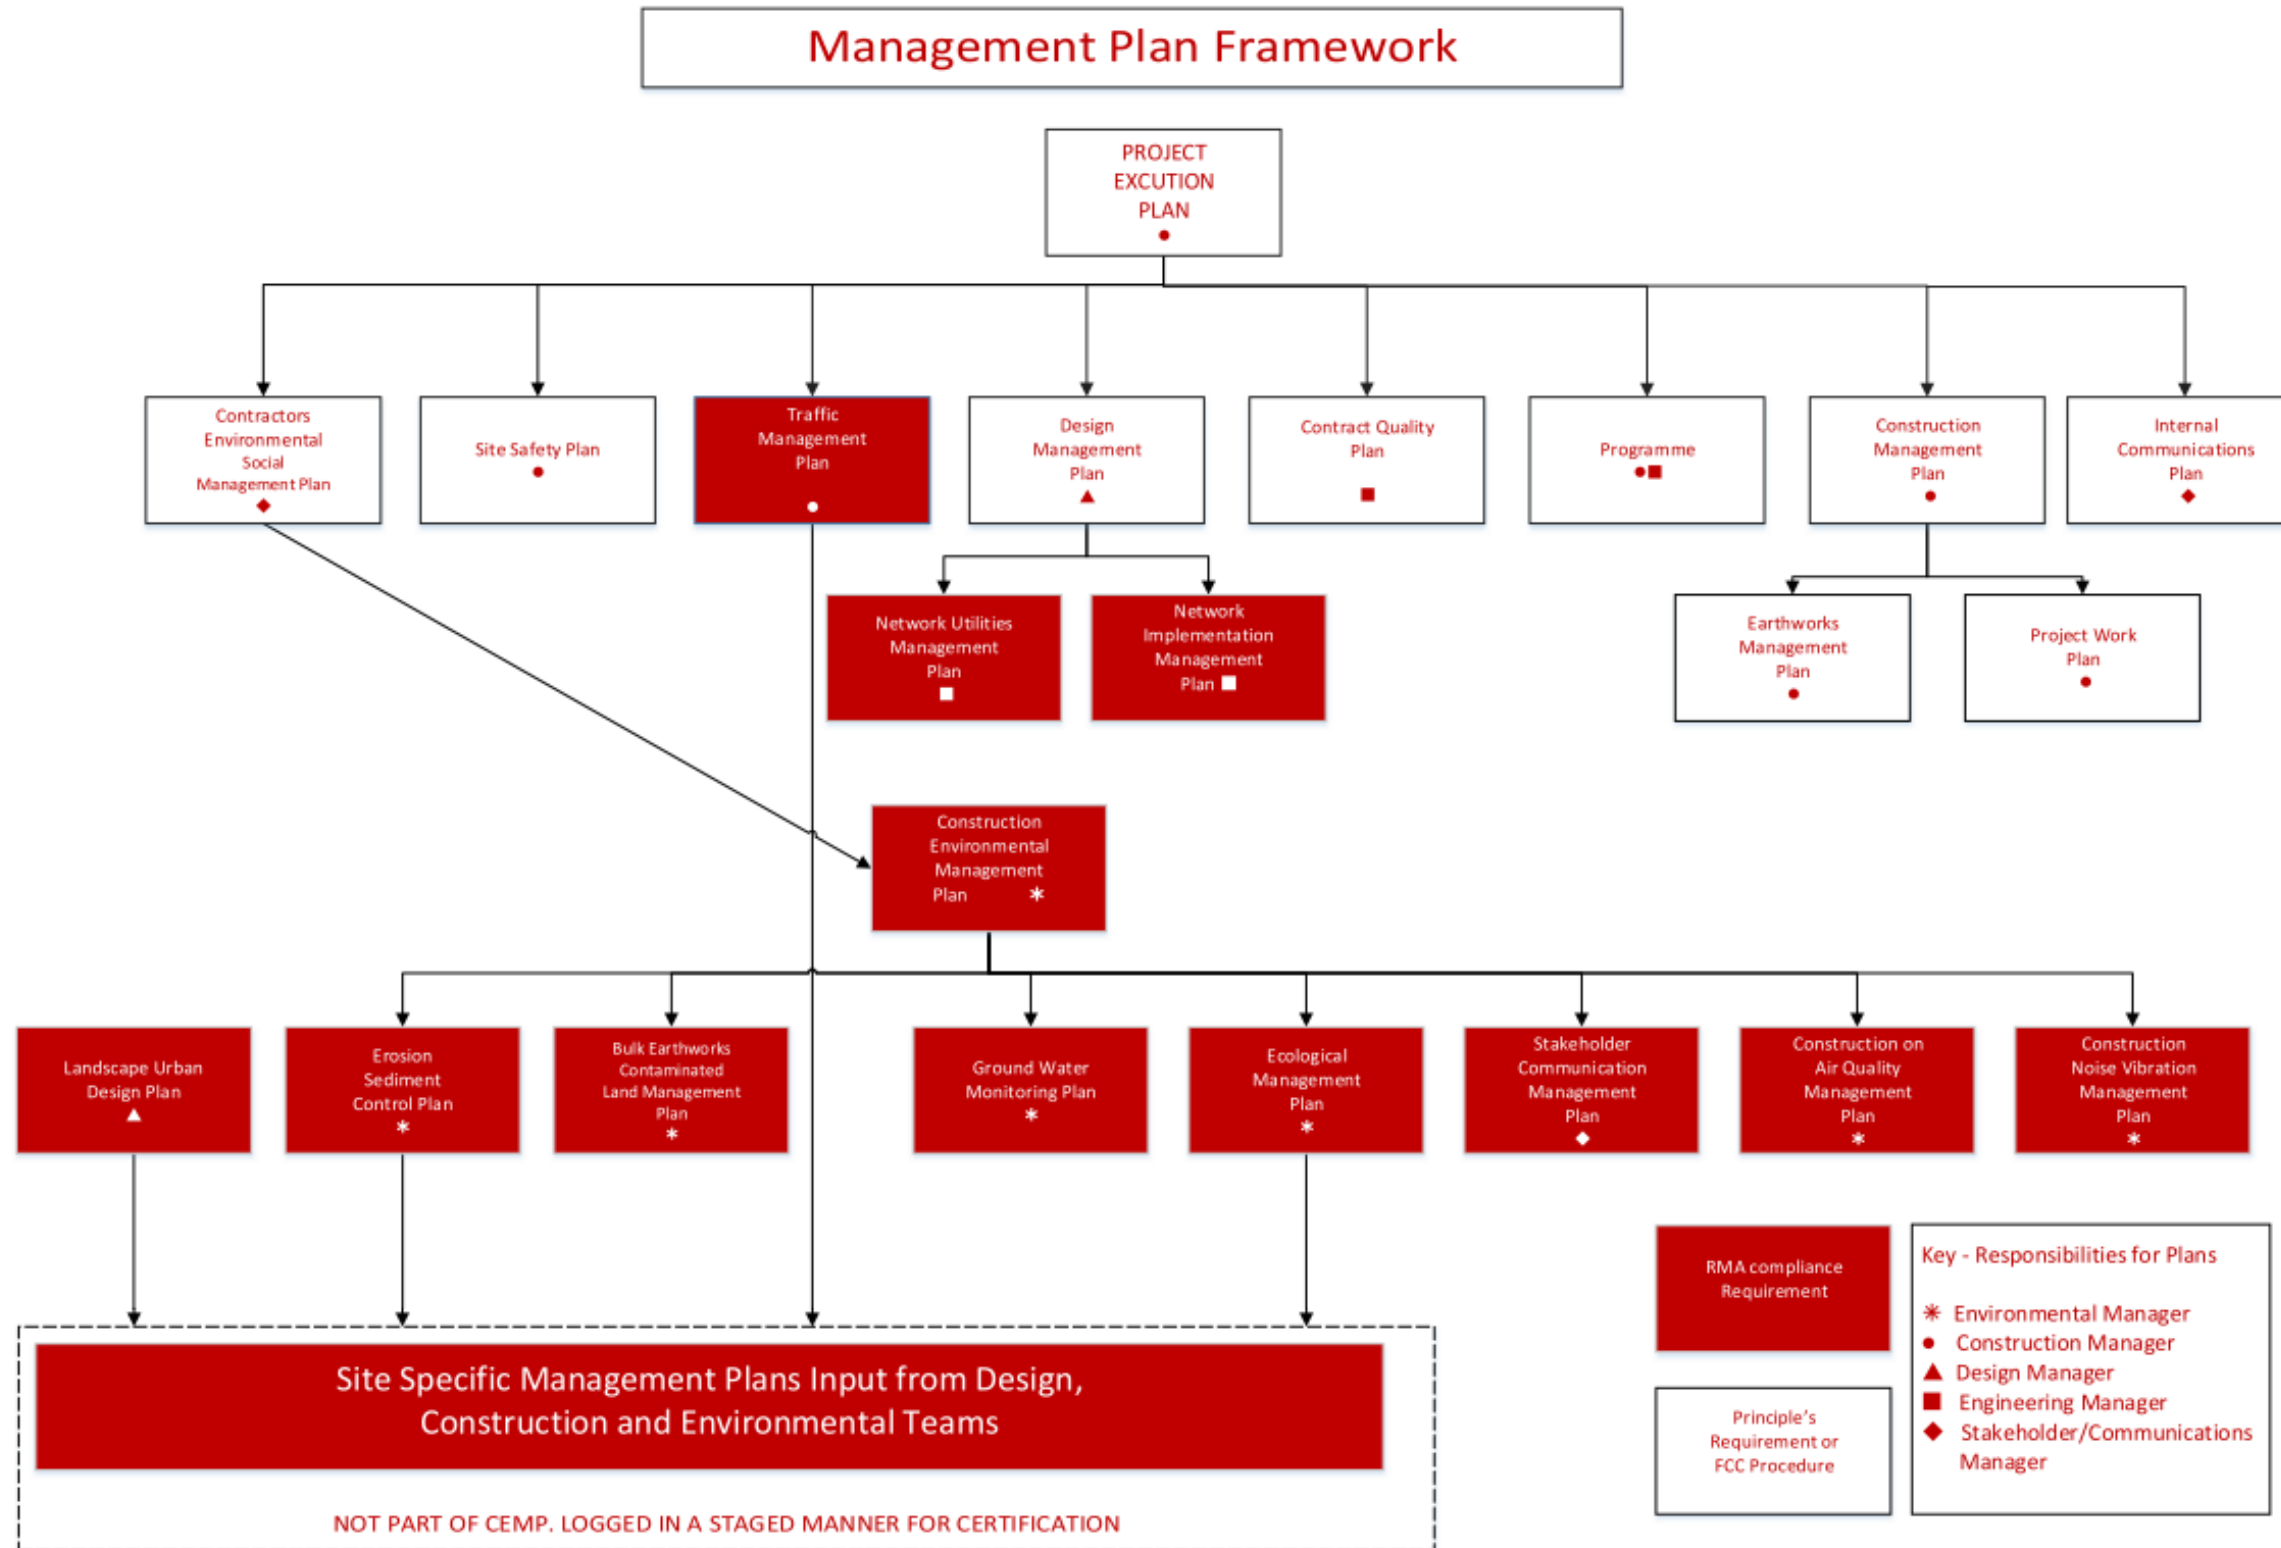 Management Plan Framework
PROJECT
EXCUTION
PLAN
Contractors
Environmental
Social
Management Plan
Site Safety Plan
Traffic
Management
Plan
Design
Management
Plan
Contract Quality
Plan
Programme
Construction
Management
Plan
Internal
Communications
Plan
Network Utilities
Management
Plan
Network
Implementation
Management
Plan
Earthworks
Management
Plan
Project Work
Plan
Construction
Environmental
Management
Plan
Landscape Urban
Design Plan
Erosion
Sediment
Control Plan
Bulk Earthworks
Contaminated
Land Management
Plan
Ground Water
Monitoring Plan
Ecological
Management
Plan
Stakeholder
Communication
Management
Plan
Construction on
Air Quality
Management
Plan
Construction
Noise Vibration
Management
Plan
Site Specific Management Plans Input from Design,
Construction and Environmental Teams
NOT PART OF CEMP. LOGGED IN A STAGED MANNER FOR CERTIFICATION
RMA compliance
Requirement
Principle’s
Requirement or
FCC Procedure
Key - Responsibilities for Plans
Environmental Manager
Construction Manager
Design Manager
Engineering Manager
Stakeholder/Communications
Manager